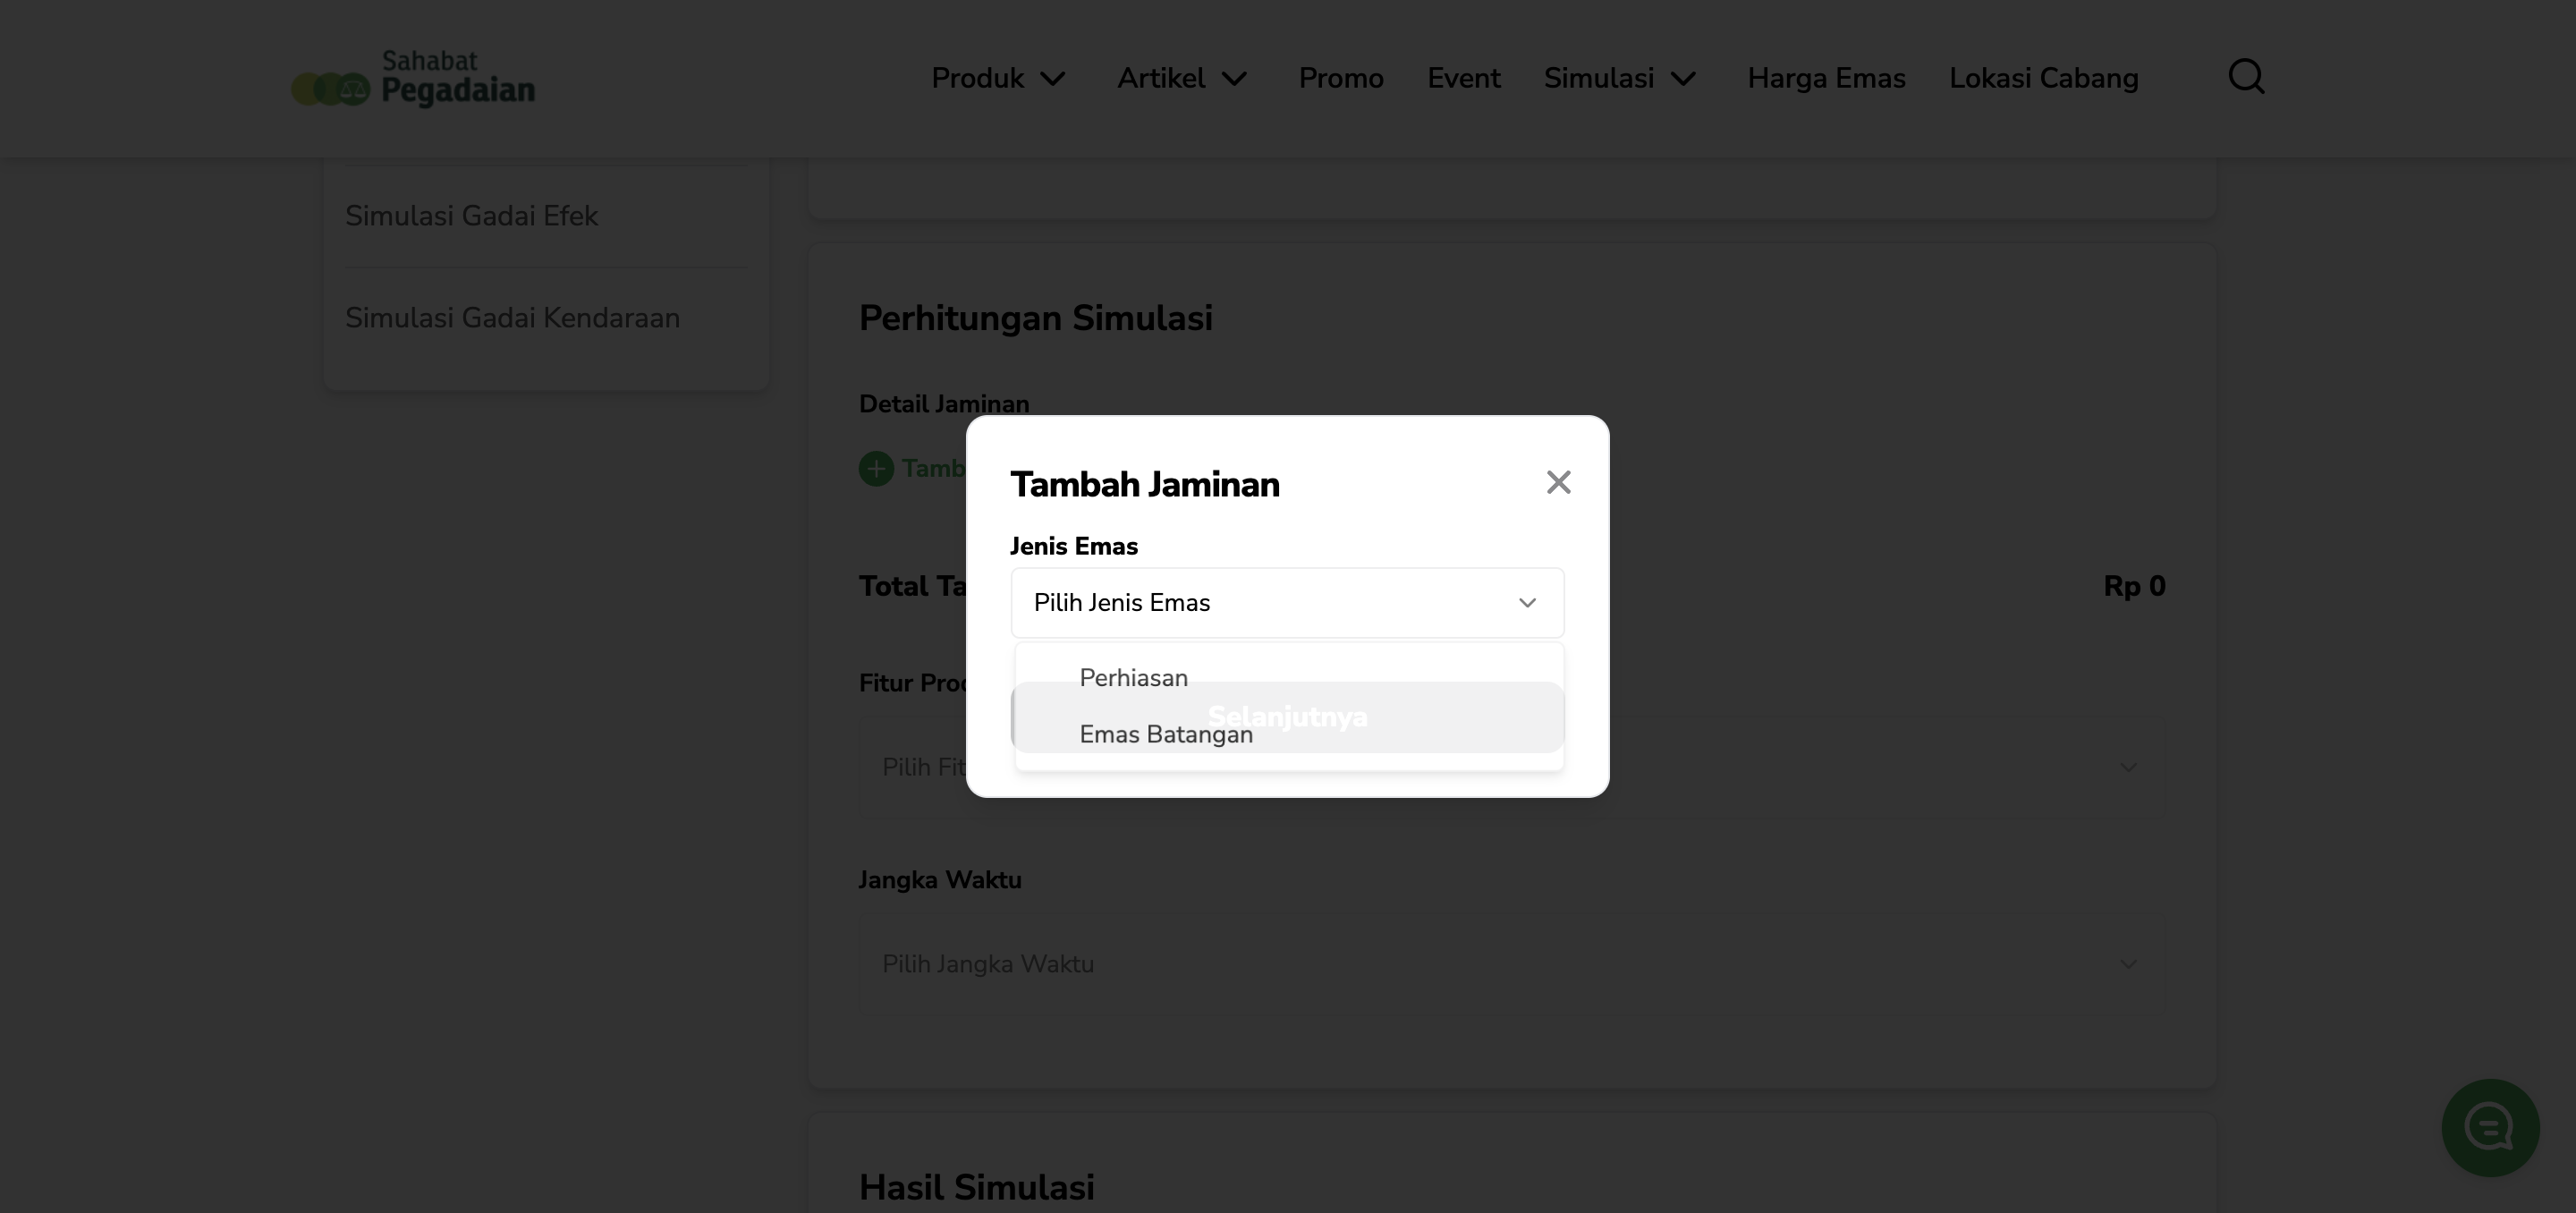 Sahabat
Pegadaian
Produk
Artikel
Promo
Event
Simulasi
Harga Emas
Lokasi Cabang
Simulasi Gadai Efek
Simulasi Gadai Kendaraan
Perhitungan Simulasi
Detail Jaminan
Tamb
Total Ta
Rp 0
Fitur Prod
Pilih Fit
Jangka Waktu
Pilih Jangka Waktu
Hasil Simulasi
Tambah Jaminan
Jenis Emas
Pilih Jenis Emas
Perhiasan
Selanjutnya
Emas Batangan